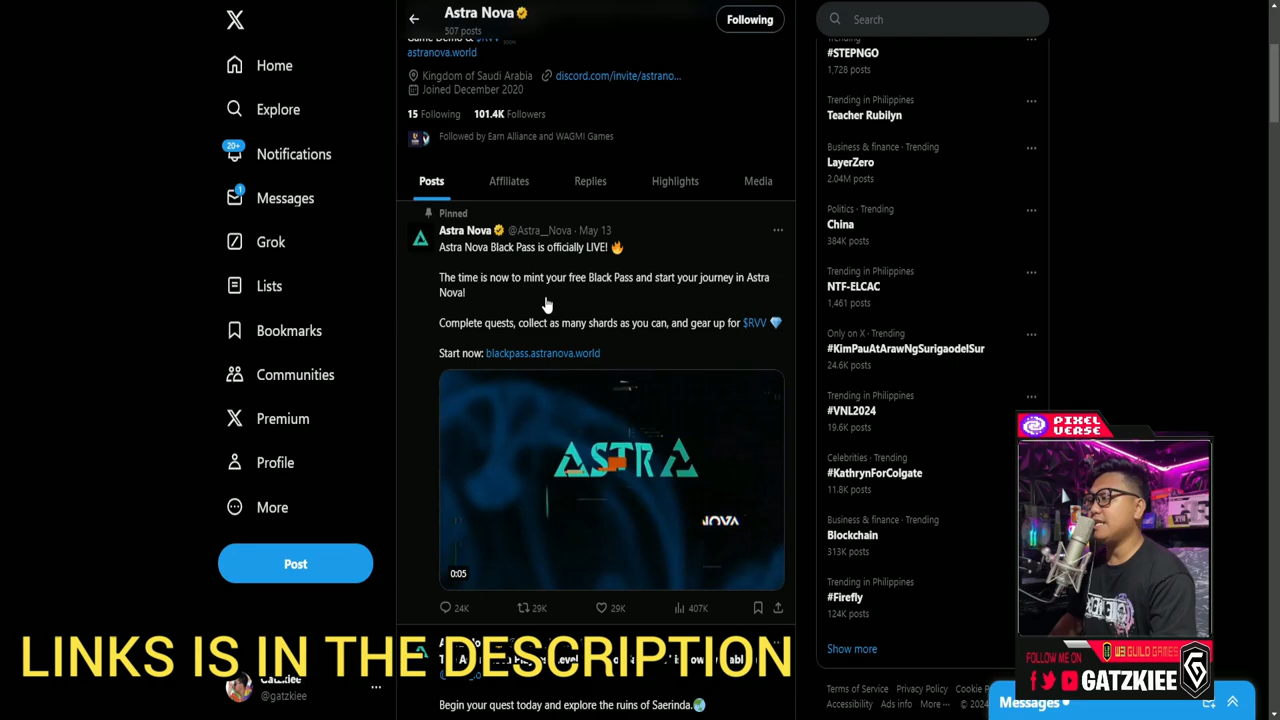 Home
Explore
20+
Notifications
1
Messages
Grok
Lists
Bookmarks
Communities
Premium
Profile
More
Post
@gatzkiee
Astra Nova
507 posts
Following
astranova.world
Kingdom of Saudi Arabia discord.com/invite/astrano...
Joined December 2020
15 Following 101.4K Followers
Followed by Earn Alliance and WAGMI Games
Posts Affiliates Replies Highlights Media
Pinned
Astra Nova @Astra__Nova · May 13
Astra Nova Black Pass is officially LIVE! 🔥
The time is now to mint your free Black Pass and start your journey in Astra
Nova!
Complete quests, collect as many shards as you can, and gear up for $RVV 💎
Start now: blackpass.astranova.world
ASTRA
NOVA
0:05
24K 29K 29K 407K
Begin your quest today and explore the ruins of Saerinda.
Search
#STEPNGO
1,728 posts
Trending in Philippines
Teacher Rubilyn
Business & finance · Trending
LayerZero
2.04M posts
Politics · Trending
China
384K posts
Trending in Philippines
NTF-ELCAC
1,461 posts
Only on X · Trending
#KimPauAtArawNgSurigaodelSur
24.6K posts
Trending in Philippines
#VNL2024
19.6K posts
Celebrities · Trending
#KathrynForColgate
11.8K posts
Business & finance · Trending
Blockchain
313K posts
Trending in Philippines
#Firefly
124K posts
Show more
Terms of Service Privacy Policy Cookie P
Accessibility Ads info More ··· © 2024
Messages
PIXEL
VERSE
FOLLOW ME ON
W3 GUILD GAMES
GATZKIEE
LINKS IS IN THE DESCRIPTION